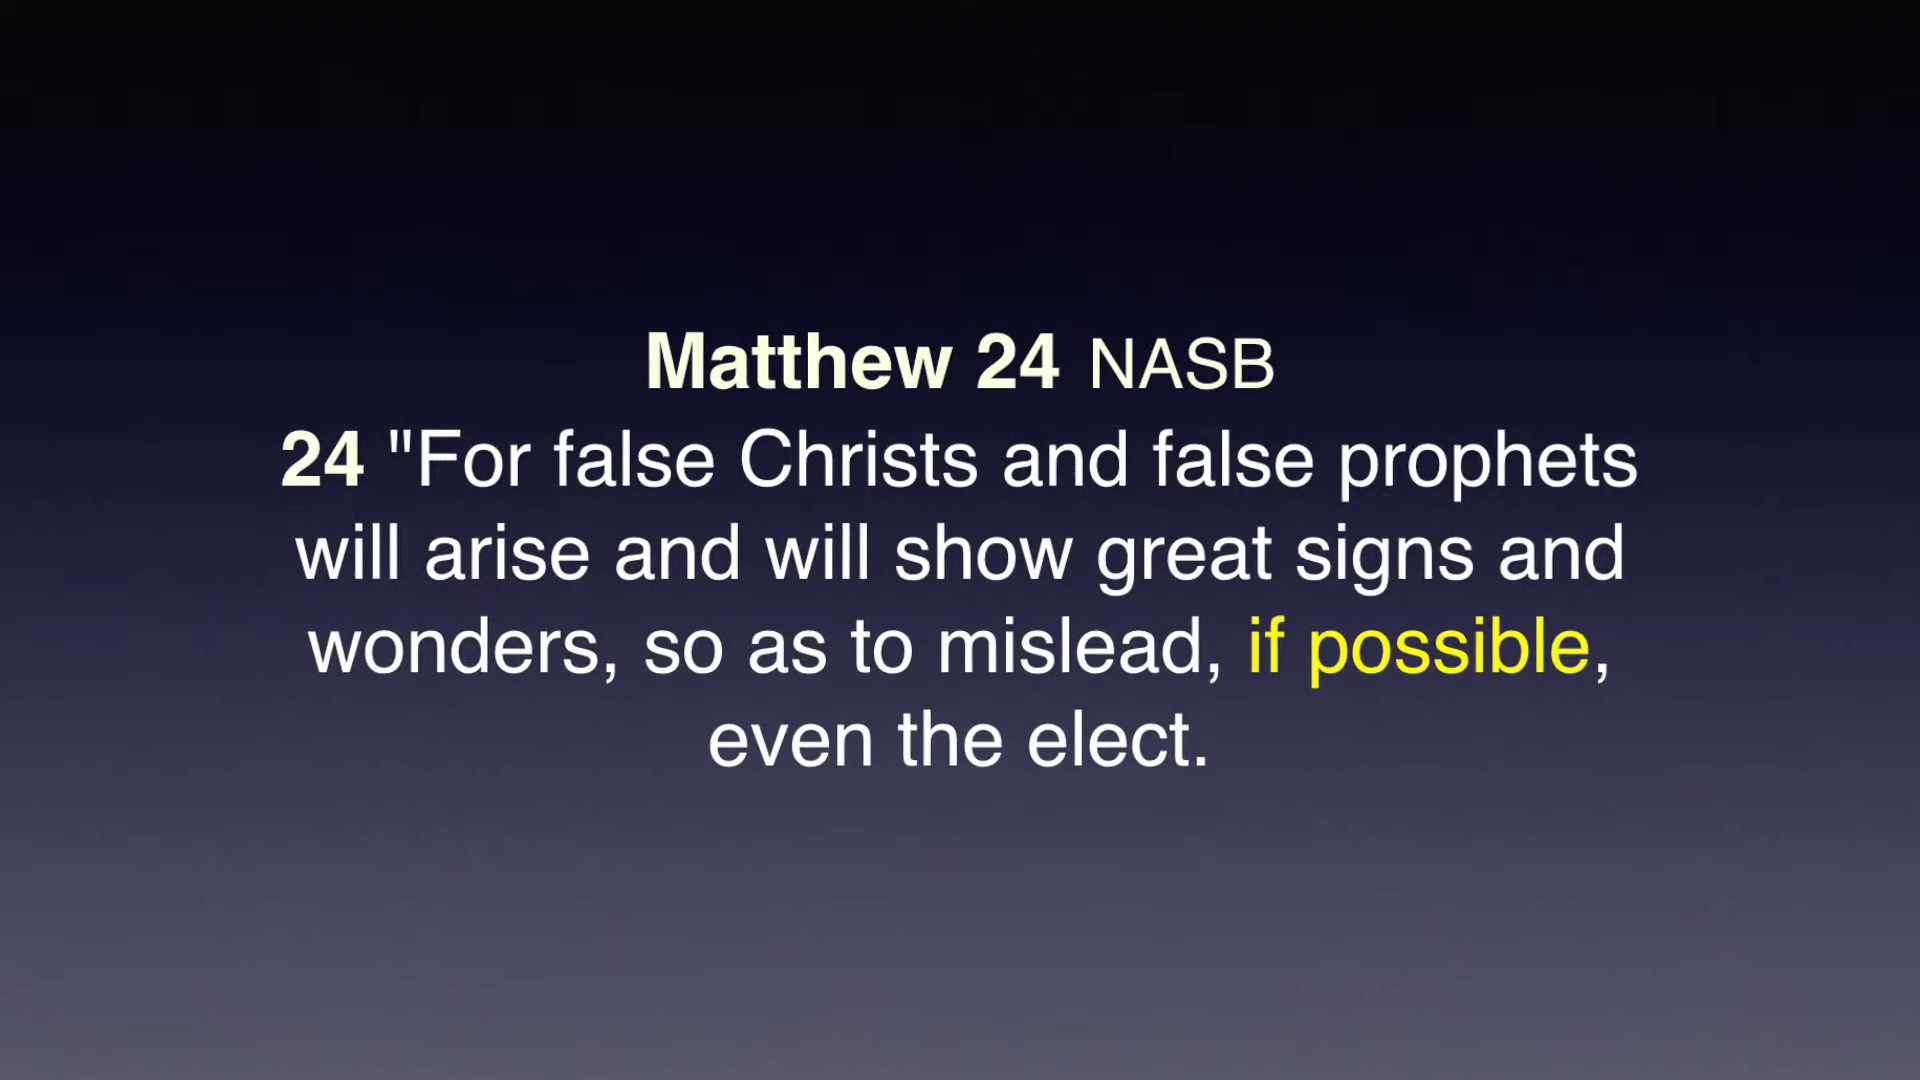 Matthew 24 NASB
24 "For false Christs and false prophets
will arise and will show great signs and
wonders, so as to mislead, if possible,
even the elect.